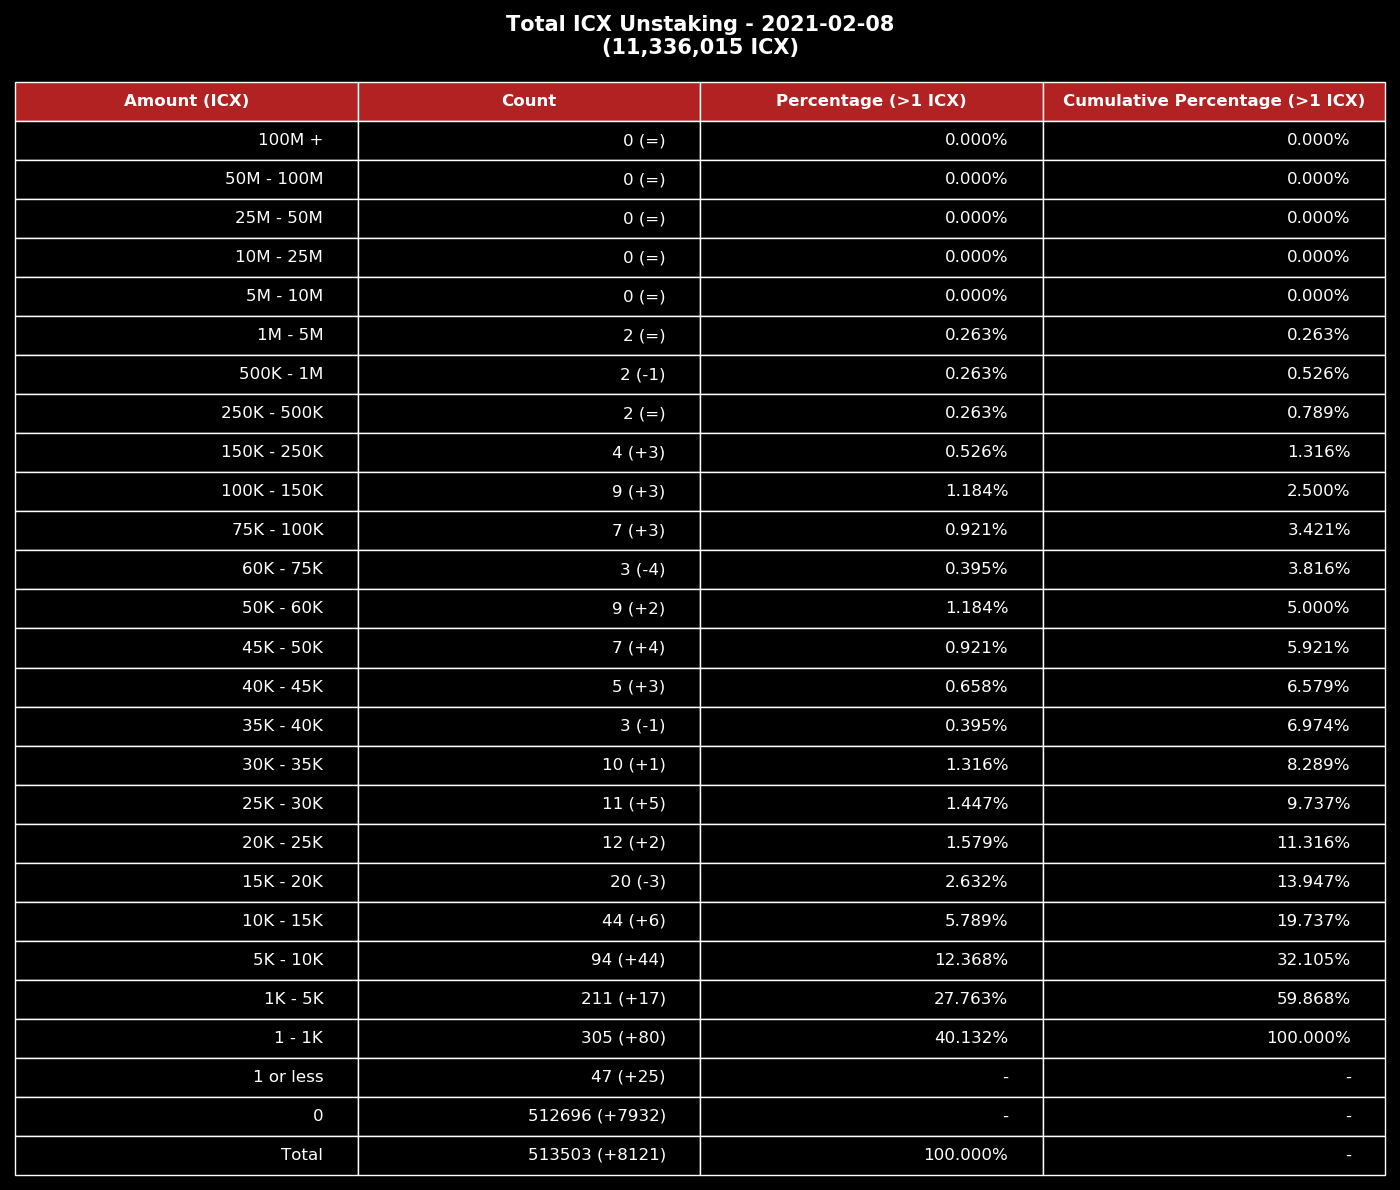 Total ICX Unstaking - 2021-02-08
(11,336,015 ICX)
Amount (ICX) Count Percentage (>1 ICX) Cumulative Percentage (>1 ICX)
100M + 0 (=) 0.000% 0.000%
50M - 100M 0 (=) 0.000% 0.000%
25M - 50M 0 (=) 0.000% 0.000%
10M - 25M 0 (=) 0.000% 0.000%
5M - 10M 0 (=) 0.000% 0.000%
1M - 5M 2 (=) 0.263% 0.263%
500K - 1M 2 (-1) 0.263% 0.526%
250K - 500K 2 (=) 0.263% 0.789%
150K - 250K 4 (+3) 0.526% 1.316%
100K - 150K 9 (+3) 1.184% 2.500%
75K - 100K 7 (+3) 0.921% 3.421%
60K - 75K 3 (-4) 0.395% 3.816%
50K - 60K 9 (+2) 1.184% 5.000%
45K - 50K 7 (+4) 0.921% 5.921%
40K - 45K 5 (+3) 0.658% 6.579%
35K - 40K 3 (-1) 0.395% 6.974%
30K - 35K 10 (+1) 1.316% 8.289%
25K - 30K 11 (+5) 1.447% 9.737%
20K - 25K 12 (+2) 1.579% 11.316%
15K - 20K 20 (-3) 2.632% 13.947%
10K - 15K 44 (+6) 5.789% 19.737%
5K - 10K 94 (+44) 12.368% 32.105%
1K - 5K 211 (+17) 27.763% 59.868%
1 - 1K 305 (+80) 40.132% 100.000%
1 or less 47 (+25) - -
0 512696 (+7932) - -
Total 513503 (+8121) 100.000% -